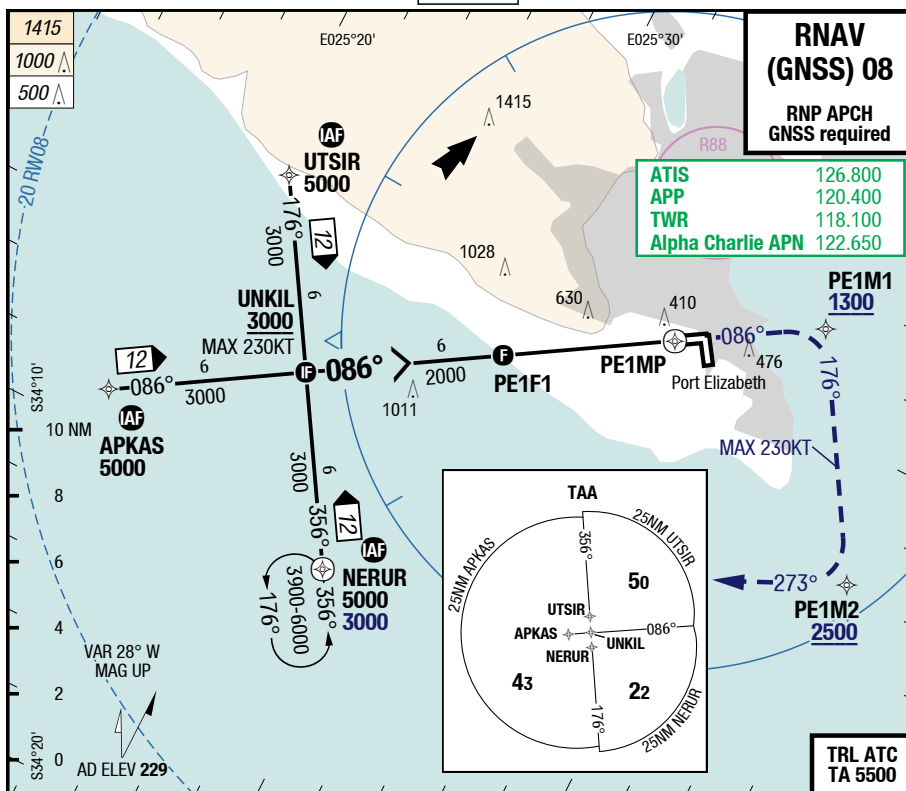 1415
1000
500
E025°20'
E025°30'
RNAV
(GNSS) 08
RNP APCH
GNSS required
R88
ATIS 126.800
APP 120.400
TWR 118.100
Alpha Charlie APN 122.650
20 RW08
1415
IAF
UTSIR
5000
176°
3000
12
6
1028
630
410
476
PE1M1
1300
UNKIL
3000
MAX 230KT
12
086°
6
3000
IF
086°
6
2000
F
PE1F1
1011
PE1MP
086°
Port Elizabeth
176°
MAX 230KT
S34°10'
IAF
APKAS
5000
10 NM
8
6
4
2
0
3000
6
356°
12
IAF
NERUR
5000
3000
176°
3900-6000
356°
273°
PE1M2
2500
TAA
25NM APKAS
25NM UTSIR
25NM NERUR
356°
50
UTSIR
APKAS
UNKIL
NERUR
086°
43
22
176°
VAR 28° W
MAG UP
AD ELEV 229
S34°20'
TRL ATC
TA 5500